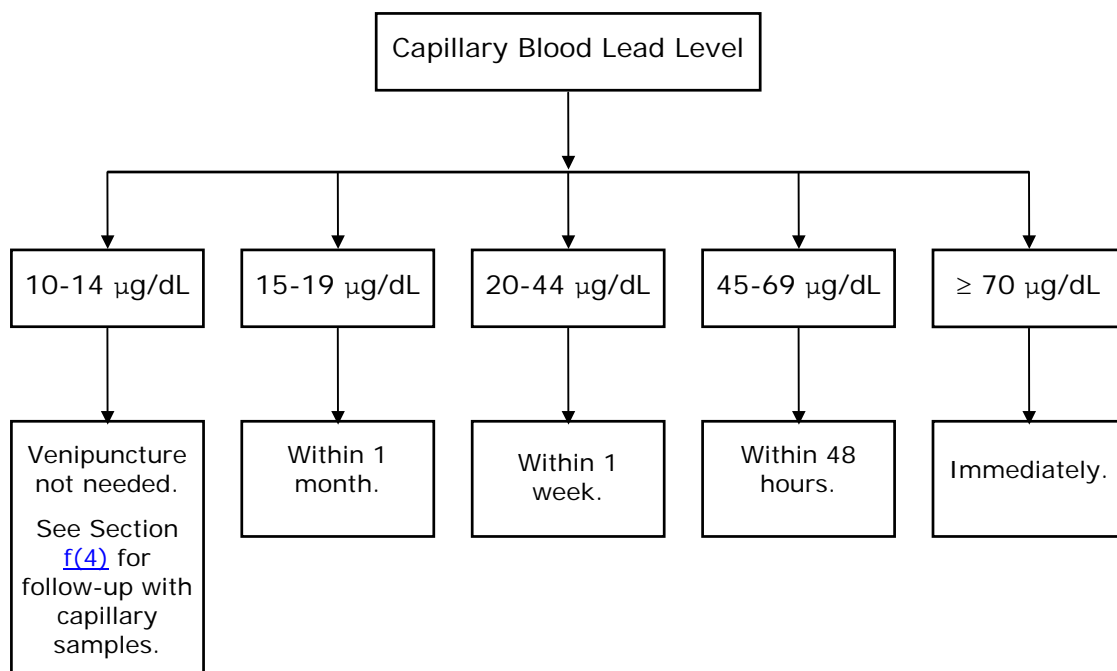 Capillary Blood Lead Level
10-14 μg/dL
15-19 μg/dL
20-44 μg/dL
45-69 μg/dL
≥ 70 μg/dL
Venipuncture
not needed.
See Section
f(4) for
follow-up with
capillary
samples.
Within 1
month.
Within 1
week.
Within 48
hours.
Immediately.